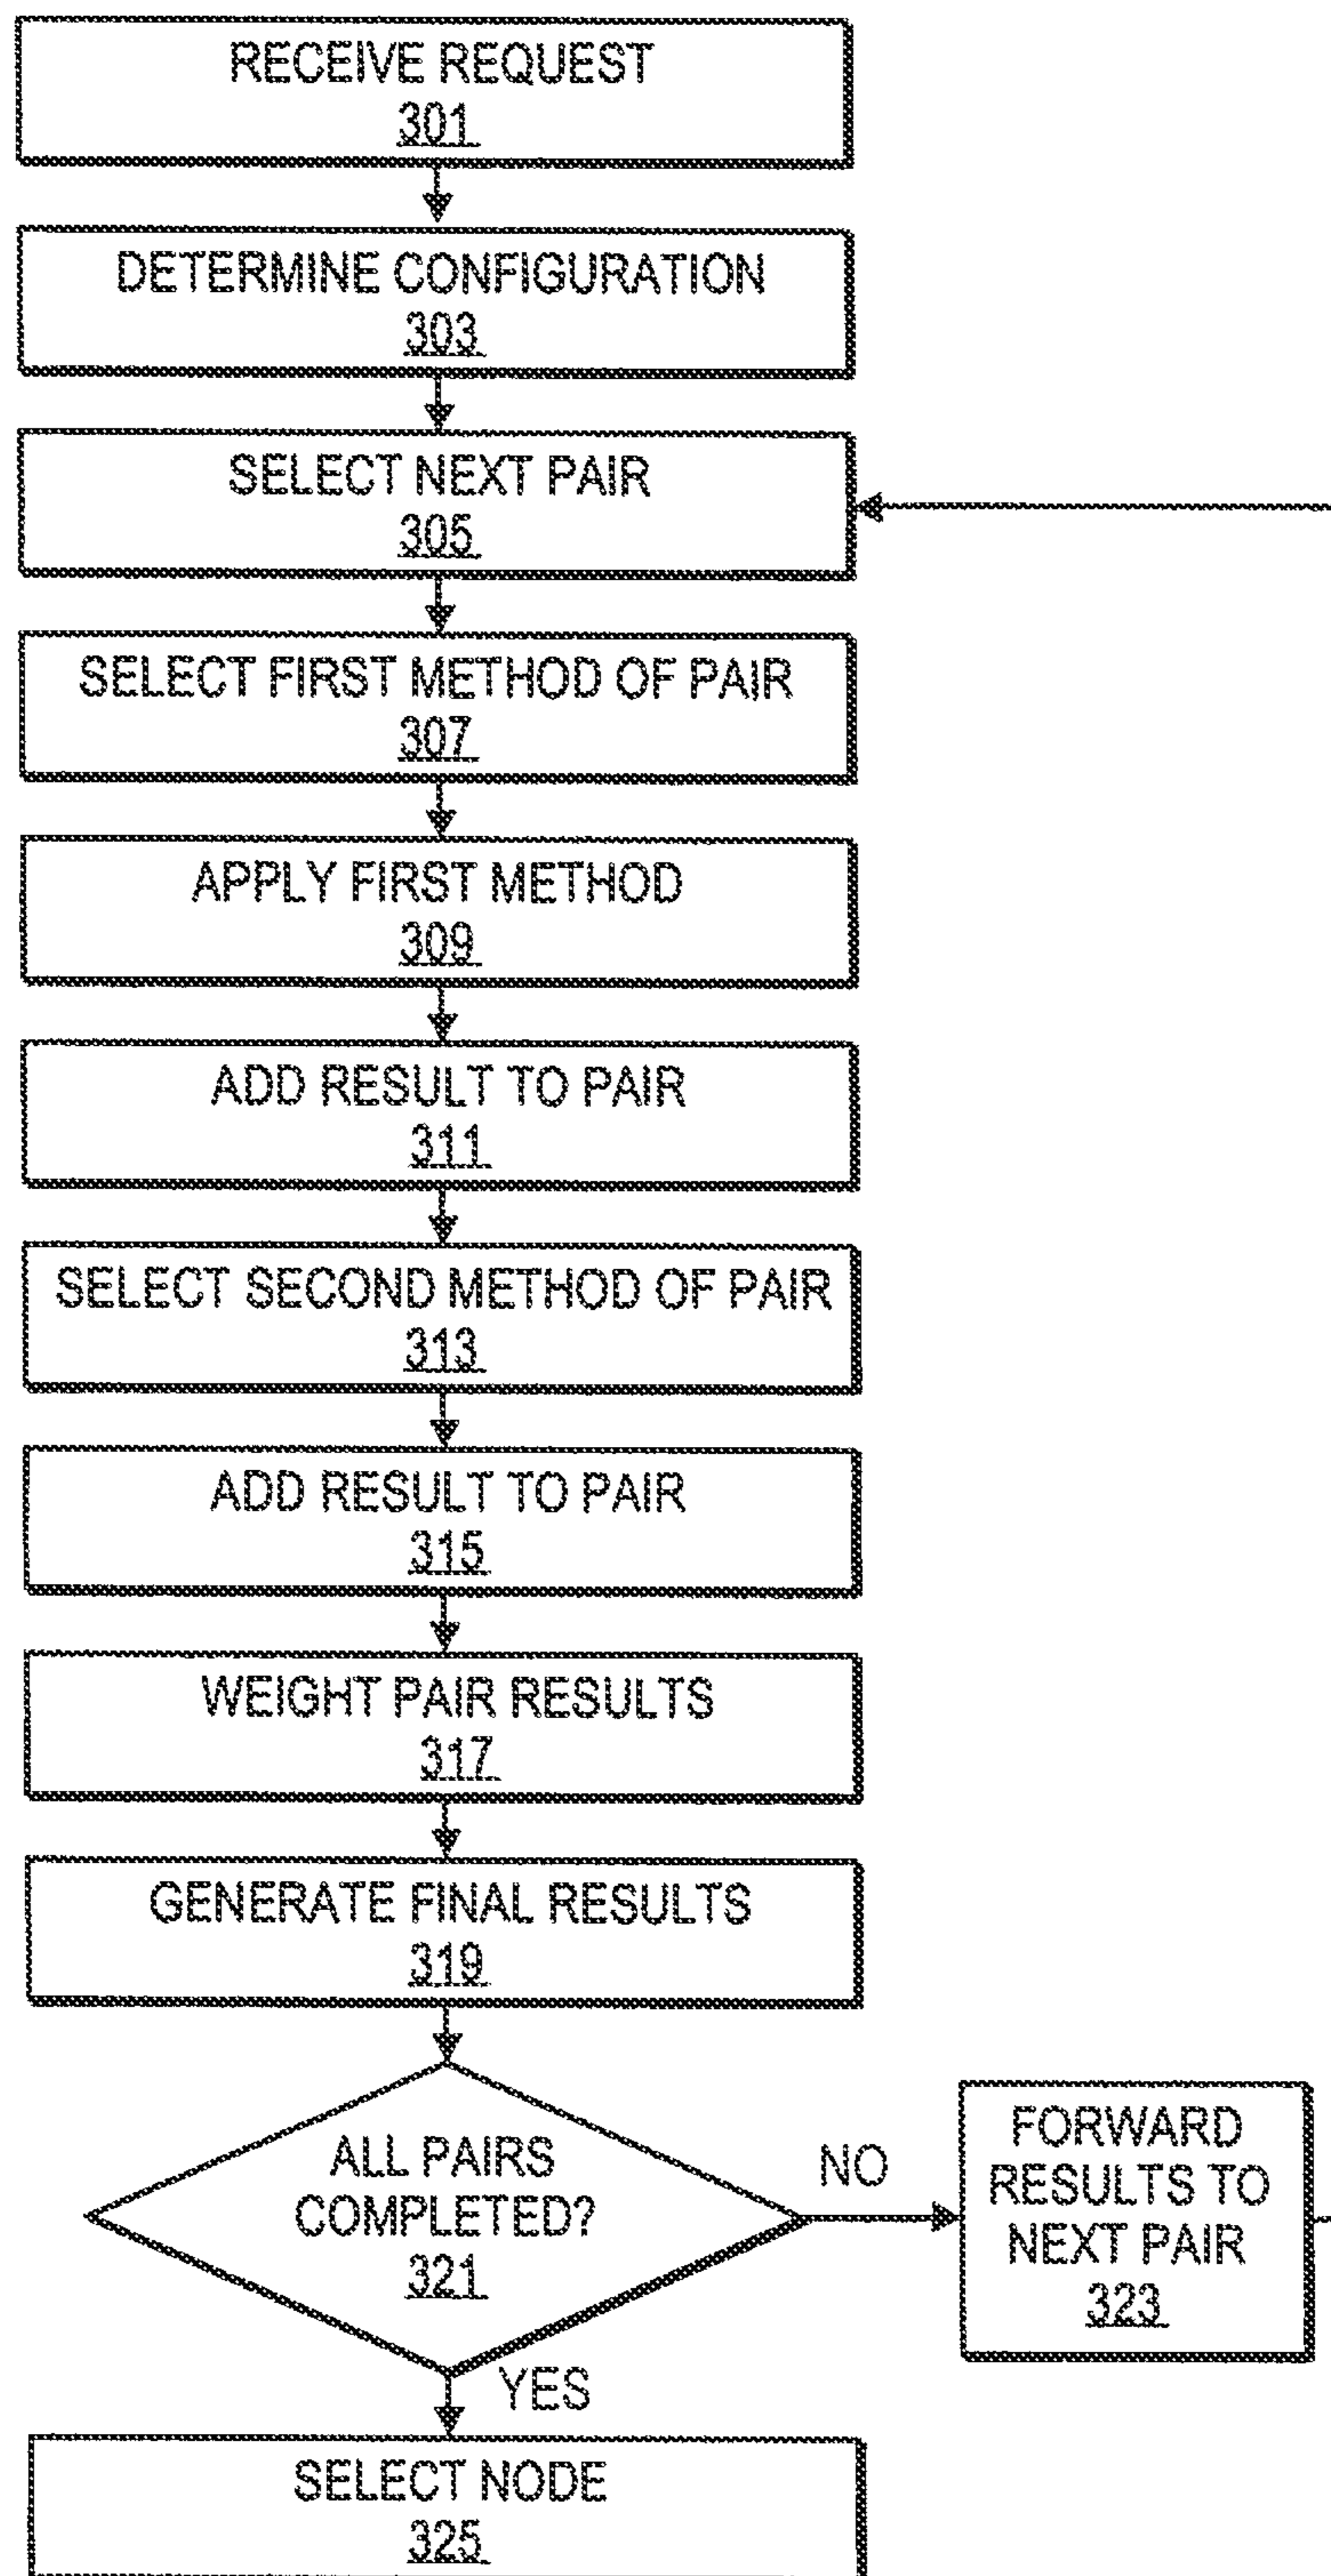 RECEIVE REQUEST
301
DETERMINE CONFIGURATION
303
SELECT NEXT PAIR
305
SELECT FIRST METHOD OF PAIR
307
APPLY FIRST METHOD
309
ADD RESULT TO PAIR
311
SELECT SECOND METHOD OF PAIR
313
ADD RESULT TO PAIR
315
WEIGHT PAIR RESULTS
317
GENERATE FINAL RESULTS
319
ALL PAIRS
COMPLETED?
321
NO
FORWARD
RESULTS TO
NEXT PAIR
323
YES
SELECT NODE
325